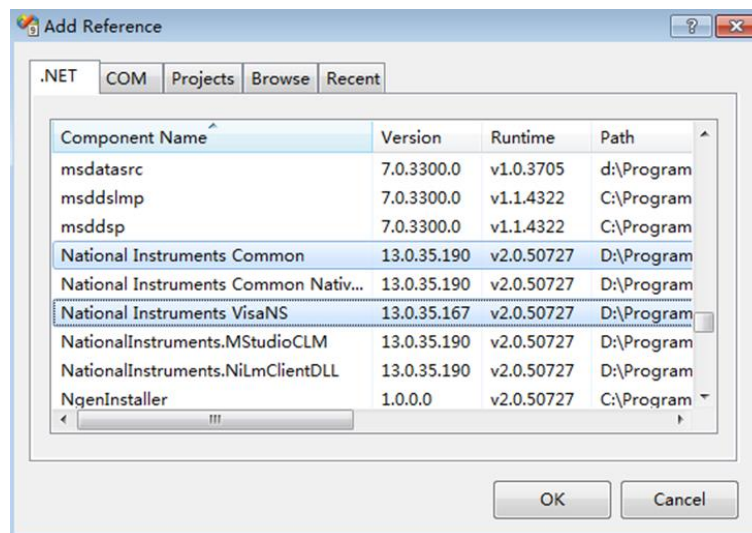 Add Reference
.NET COM Projects Browse Recent
Component Name Version Runtime Path
msdatasrc 7.0.3300.0 v1.0.3705 d:\Program
msddslmp 7.0.3300.0 v1.1.4322 C:\Program
msddsp 7.0.3300.0 v1.1.4322 C:\Program
National Instruments Common 13.0.35.190 v2.0.50727 D:\Program
National Instruments Common Nativ... 13.0.35.190 v2.0.50727 D:\Program
National Instruments VisaNS 13.0.35.167 v2.0.50727 D:\Program
NationalInstruments.MStudioCLM 13.0.35.190 v2.0.50727 D:\Program
NationalInstruments.NiLmClientDLL 13.0.35.190 v2.0.50727 D:\Program
NgenInstaller 1.0.0.0 v2.0.50727 C:\Program
OK Cancel